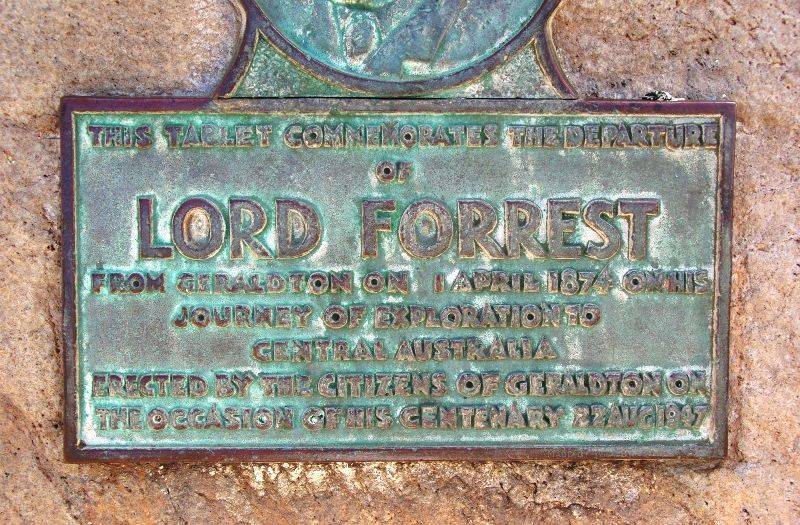 THIS TABLET COMMEMORATES THE DEPARTURE
OF
LORD FORREST
FROM GERALDTON ON 1 APRIL 1874 ON HIS
JOURNEY OF EXPLORATION TO
CENTRAL AUSTRALIA
ERECTED BY THE CITIZENS OF GERALDTON ON
THE OCCASION OF HIS CENTENARY 22 AUG 1947